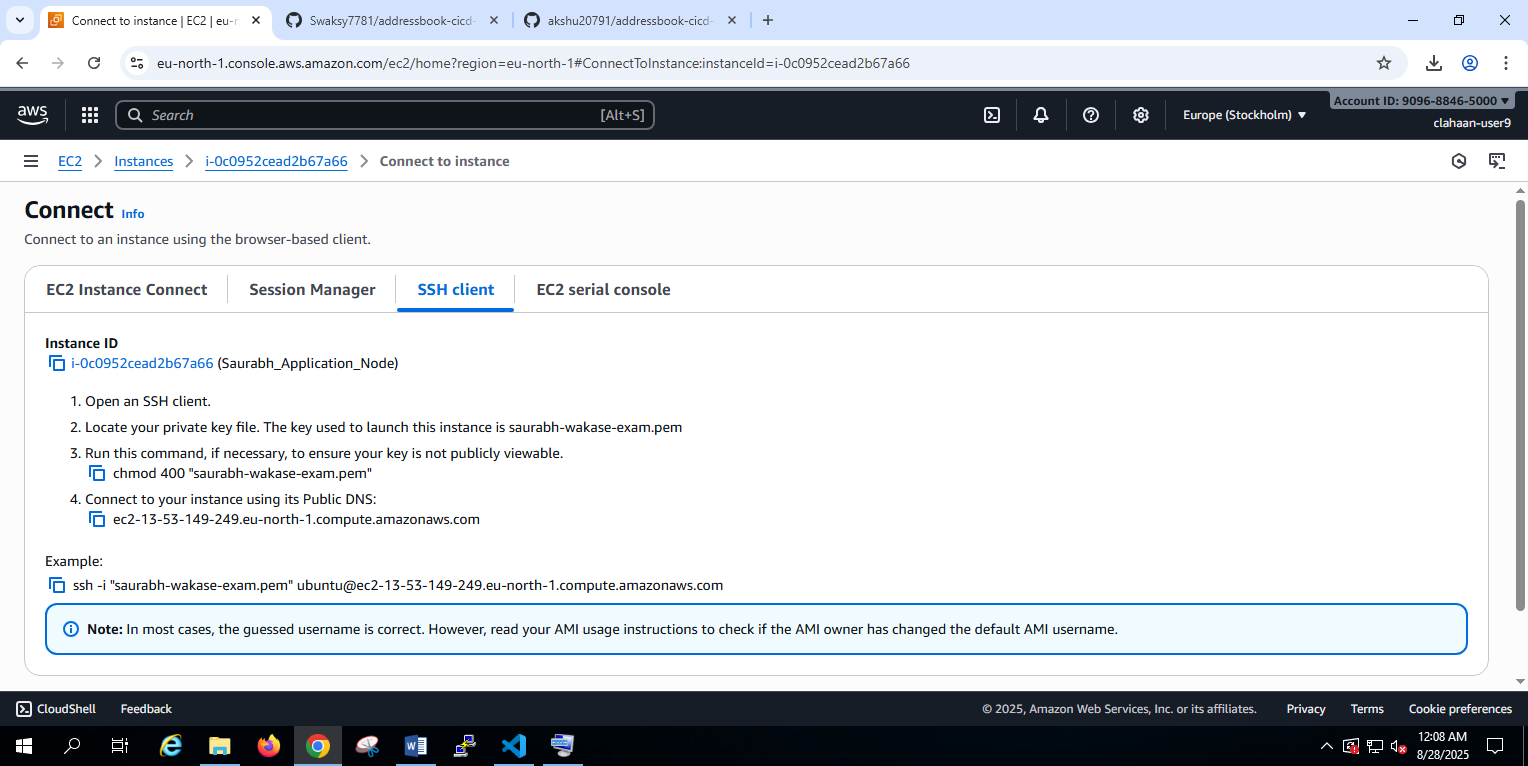 Connect to instance | EC2 | eu-n
Swaksy7781/addressbook-cicd-
akshu20791/addressbook-cicd-
eu-north-1.console.aws.amazon.com/ec2/home?region=eu-north-1#ConnectToInstance:instanceId=i-0c0952cead2b67a66
aws
Search
[Alt+S]
Europe (Stockholm)
Account ID: 9096-8846-5000
clahaan-user9
EC2
Instances
i-0c0952cead2b67a66
Connect to instance
Connect Info
Connect to an instance using the browser-based client.
EC2 Instance Connect
Session Manager
SSH client
EC2 serial console
Instance ID
i-0c0952cead2b67a66 (Saurabh_Application_Node)
1. Open an SSH client.
2. Locate your private key file. The key used to launch this instance is saurabh-wakase-exam.pem
3. Run this command, if necessary, to ensure your key is not publicly viewable.
chmod 400 "saurabh-wakase-exam.pem"
4. Connect to your instance using its Public DNS:
ec2-13-53-149-249.eu-north-1.compute.amazonaws.com
Example:
ssh -i "saurabh-wakase-exam.pem" ubuntu@ec2-13-53-149-249.eu-north-1.compute.amazonaws.com
Note: In most cases, the guessed username is correct. However, read your AMI usage instructions to check if the AMI owner has changed the default AMI username.
CloudShell
Feedback
© 2025, Amazon Web Services, Inc. or its affiliates.
Privacy
Terms
Cookie preferences
12:08 AM
8/28/2025